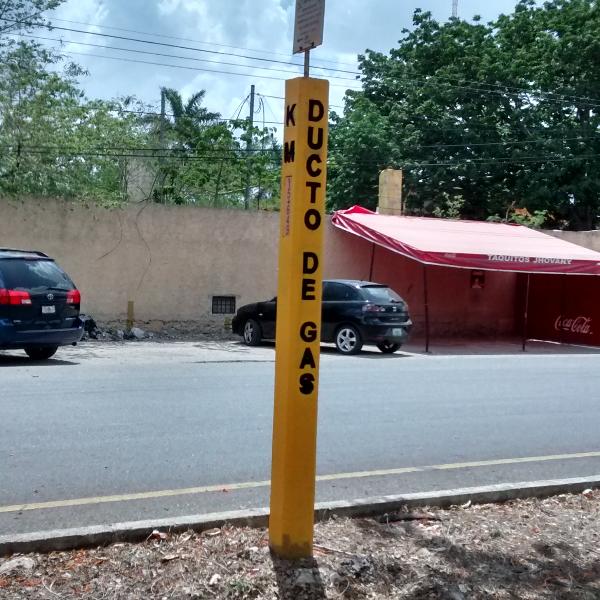 KM
DUCTO DE GAS
TAQUITOS JHOVANY
Coca-Cola